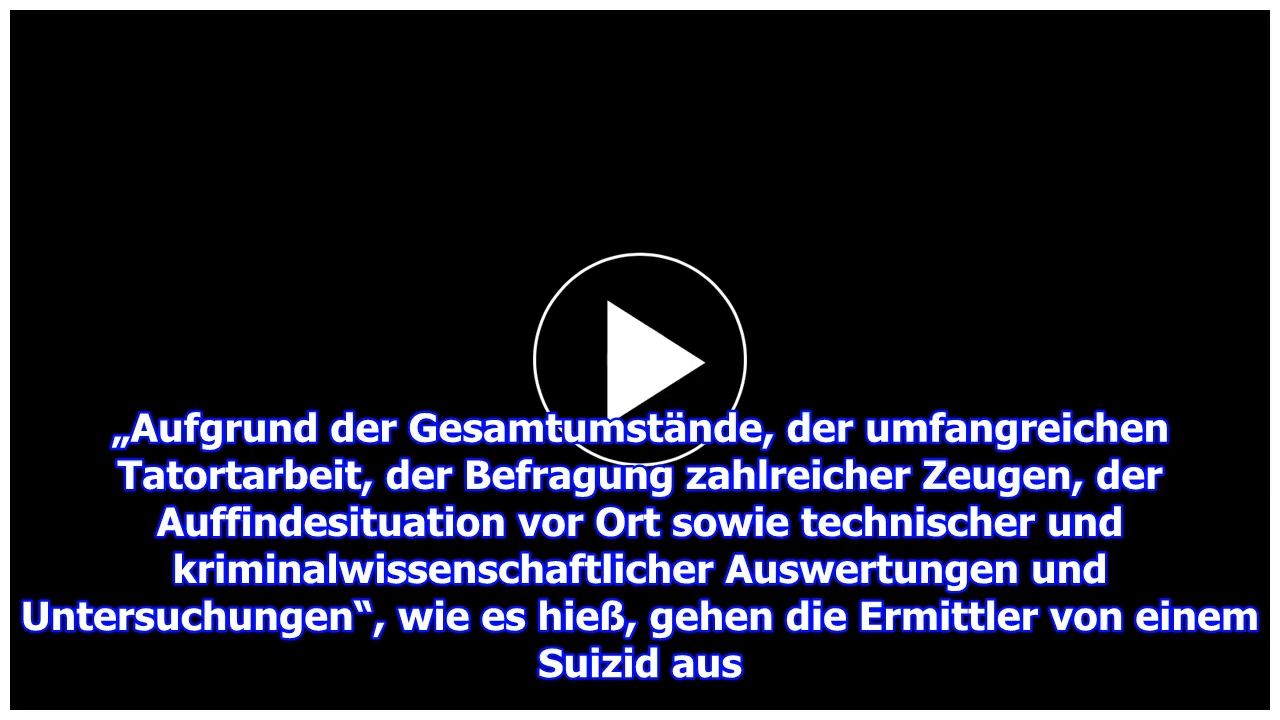 „Aufgrund der Gesamtumstände, der umfangreichen
Tatortarbeit, der Befragung zahlreicher Zeugen, der
Auffindesituation vor Ort sowie technischer und
kriminalwissenschaftlicher Auswertungen und
Untersuchungen“, wie es hieß, gehen die Ermittler von einem
Suizid aus